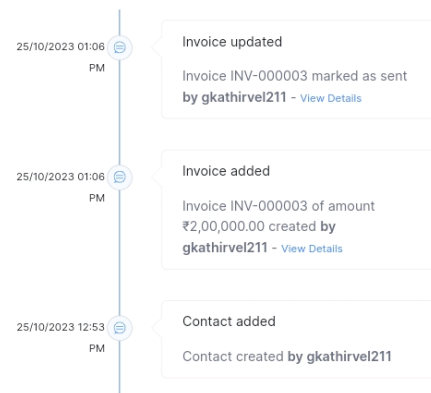 25/10/2023 01:06
PM
Invoice updated
Invoice INV-000003 marked as sent
by gkathirvel211 - View Details
25/10/2023 01:06
PM
Invoice added
Invoice INV-000003 of amount
₹2,00,000.00 created by
gkathirvel211 - View Details
25/10/2023 12:53
PM
Contact added
Contact created by gkathirvel211